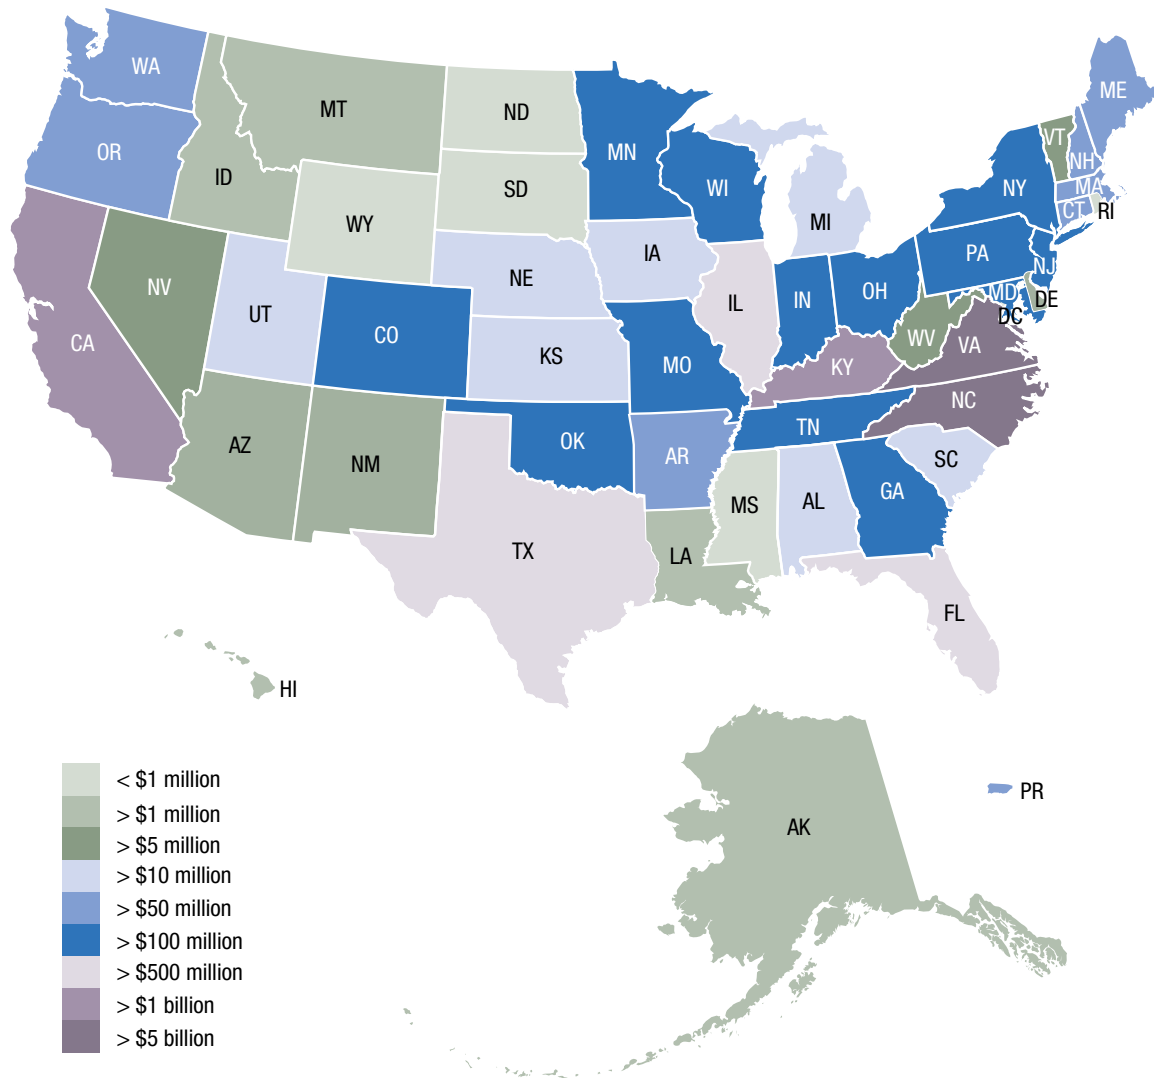 WA
ME
MT
ND
VT
OR
MN
NH
ID
SD
WI
NY
MA
WY
MI
CT
RI
IA
PA
NE
NJ
NV
IL
IN
OH
MD
DE
UT
DC
CO
WV
VA
CA
KS
MO
KY
NC
TN
AZ
OK
AR
SC
NM
GA
MS
AL
TX
LA
FL
HI
< $1 million
> $1 million
> $5 million
> $10 million
> $50 million
> $100 million
> $500 million
> $1 billion
> $5 billion
AK
PR